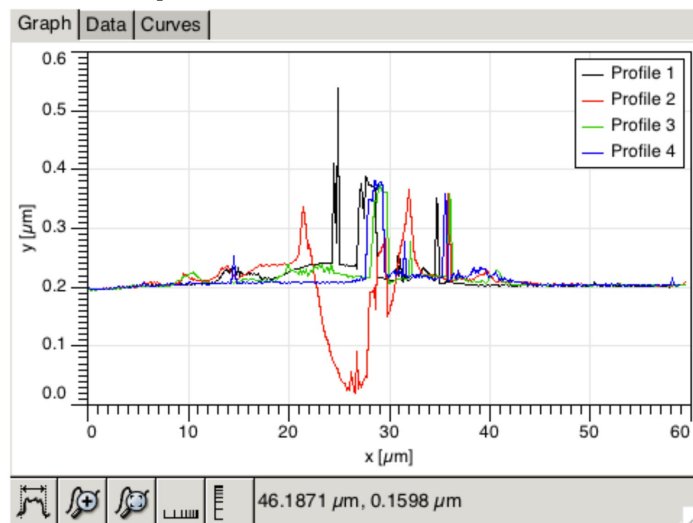 Graph Data Curves
0.6
Profile 1
Profile 2
0.5
Profile 3
Profile 4
0.4
y [µm]
0.3
0.2
0.1
0.0
0 10 20 30 40 50 60
x [µm]
46.1871 µm, 0.1598 µm